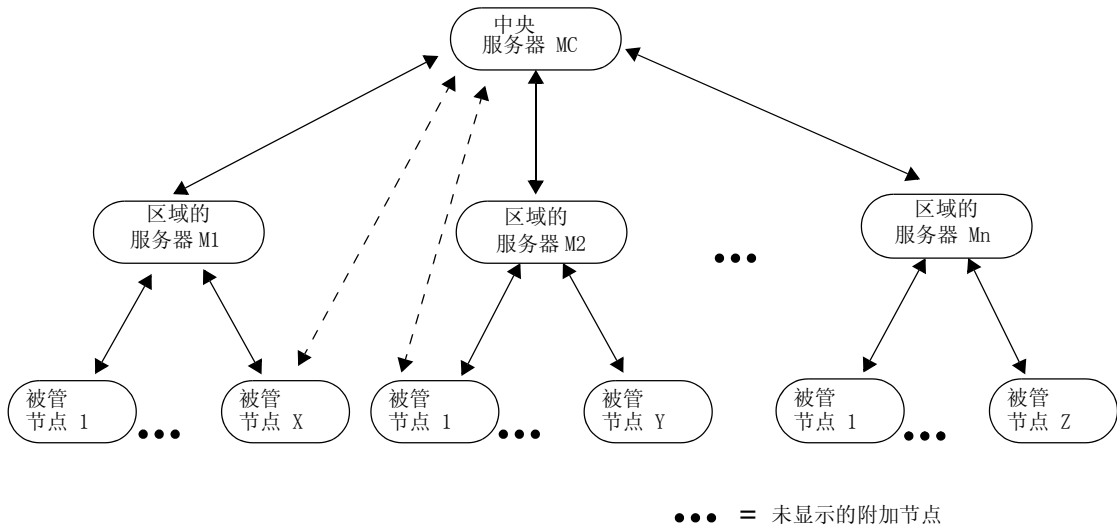 中央
服务器 MC
区域的
服务器 M1
区域的
服务器 M2
区域的
服务器 Mn
被管
节点 1
被管
节点 X
被管
节点 1
被管
节点 Y
被管
节点 1
被管
节点 Z
••• = 未显示的附加节点